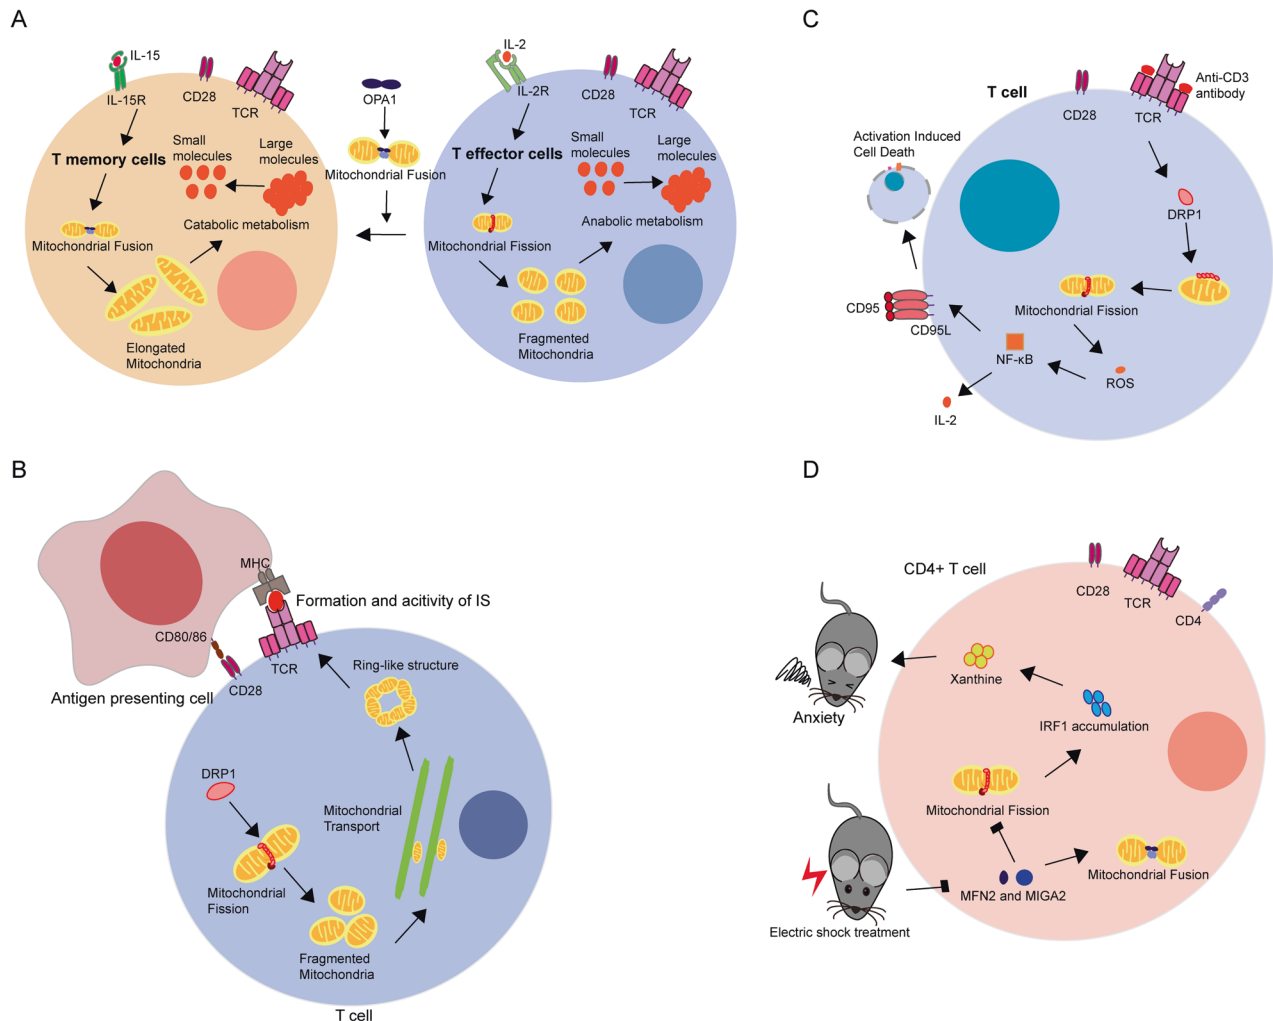 A
IL-15
IL-15R
CD28
TCR
T memory cells
Small
molecules
Large
molecules
Mitochondrial Fusion
Catabolic metabolism
Elongated
Mitochondria
OPA1
Mitochondrial Fusion
IL-2
IL-2R
CD28
TCR
T effector cells
Small
molecules
Large
molecules
Mitochondrial Fission
Anabolic metabolism
Fragmented
Mitochondria
B
MHC
Formation and acitivity of IS
CD80/86
TCR
CD28
Antigen presenting cell
Ring-like structure
DRP1
Mitochondrial
Transport
Mitochondrial
Fission
Fragmented
Mitochondria
T cell
C
T cell
CD28
TCR
Anti-CD3
antibody
Activation Induced
Cell Death
DRP1
Mitochondrial Fission
CD95
CD95L
NF-κB
ROS
IL-2
D
CD4+ T cell
CD28
TCR
CD4
Xanthine
Anxiety
IRF1 accumulation
Mitochondrial Fission
Mitochondrial Fusion
MFN2 and MIGA2
Electric shock treatment